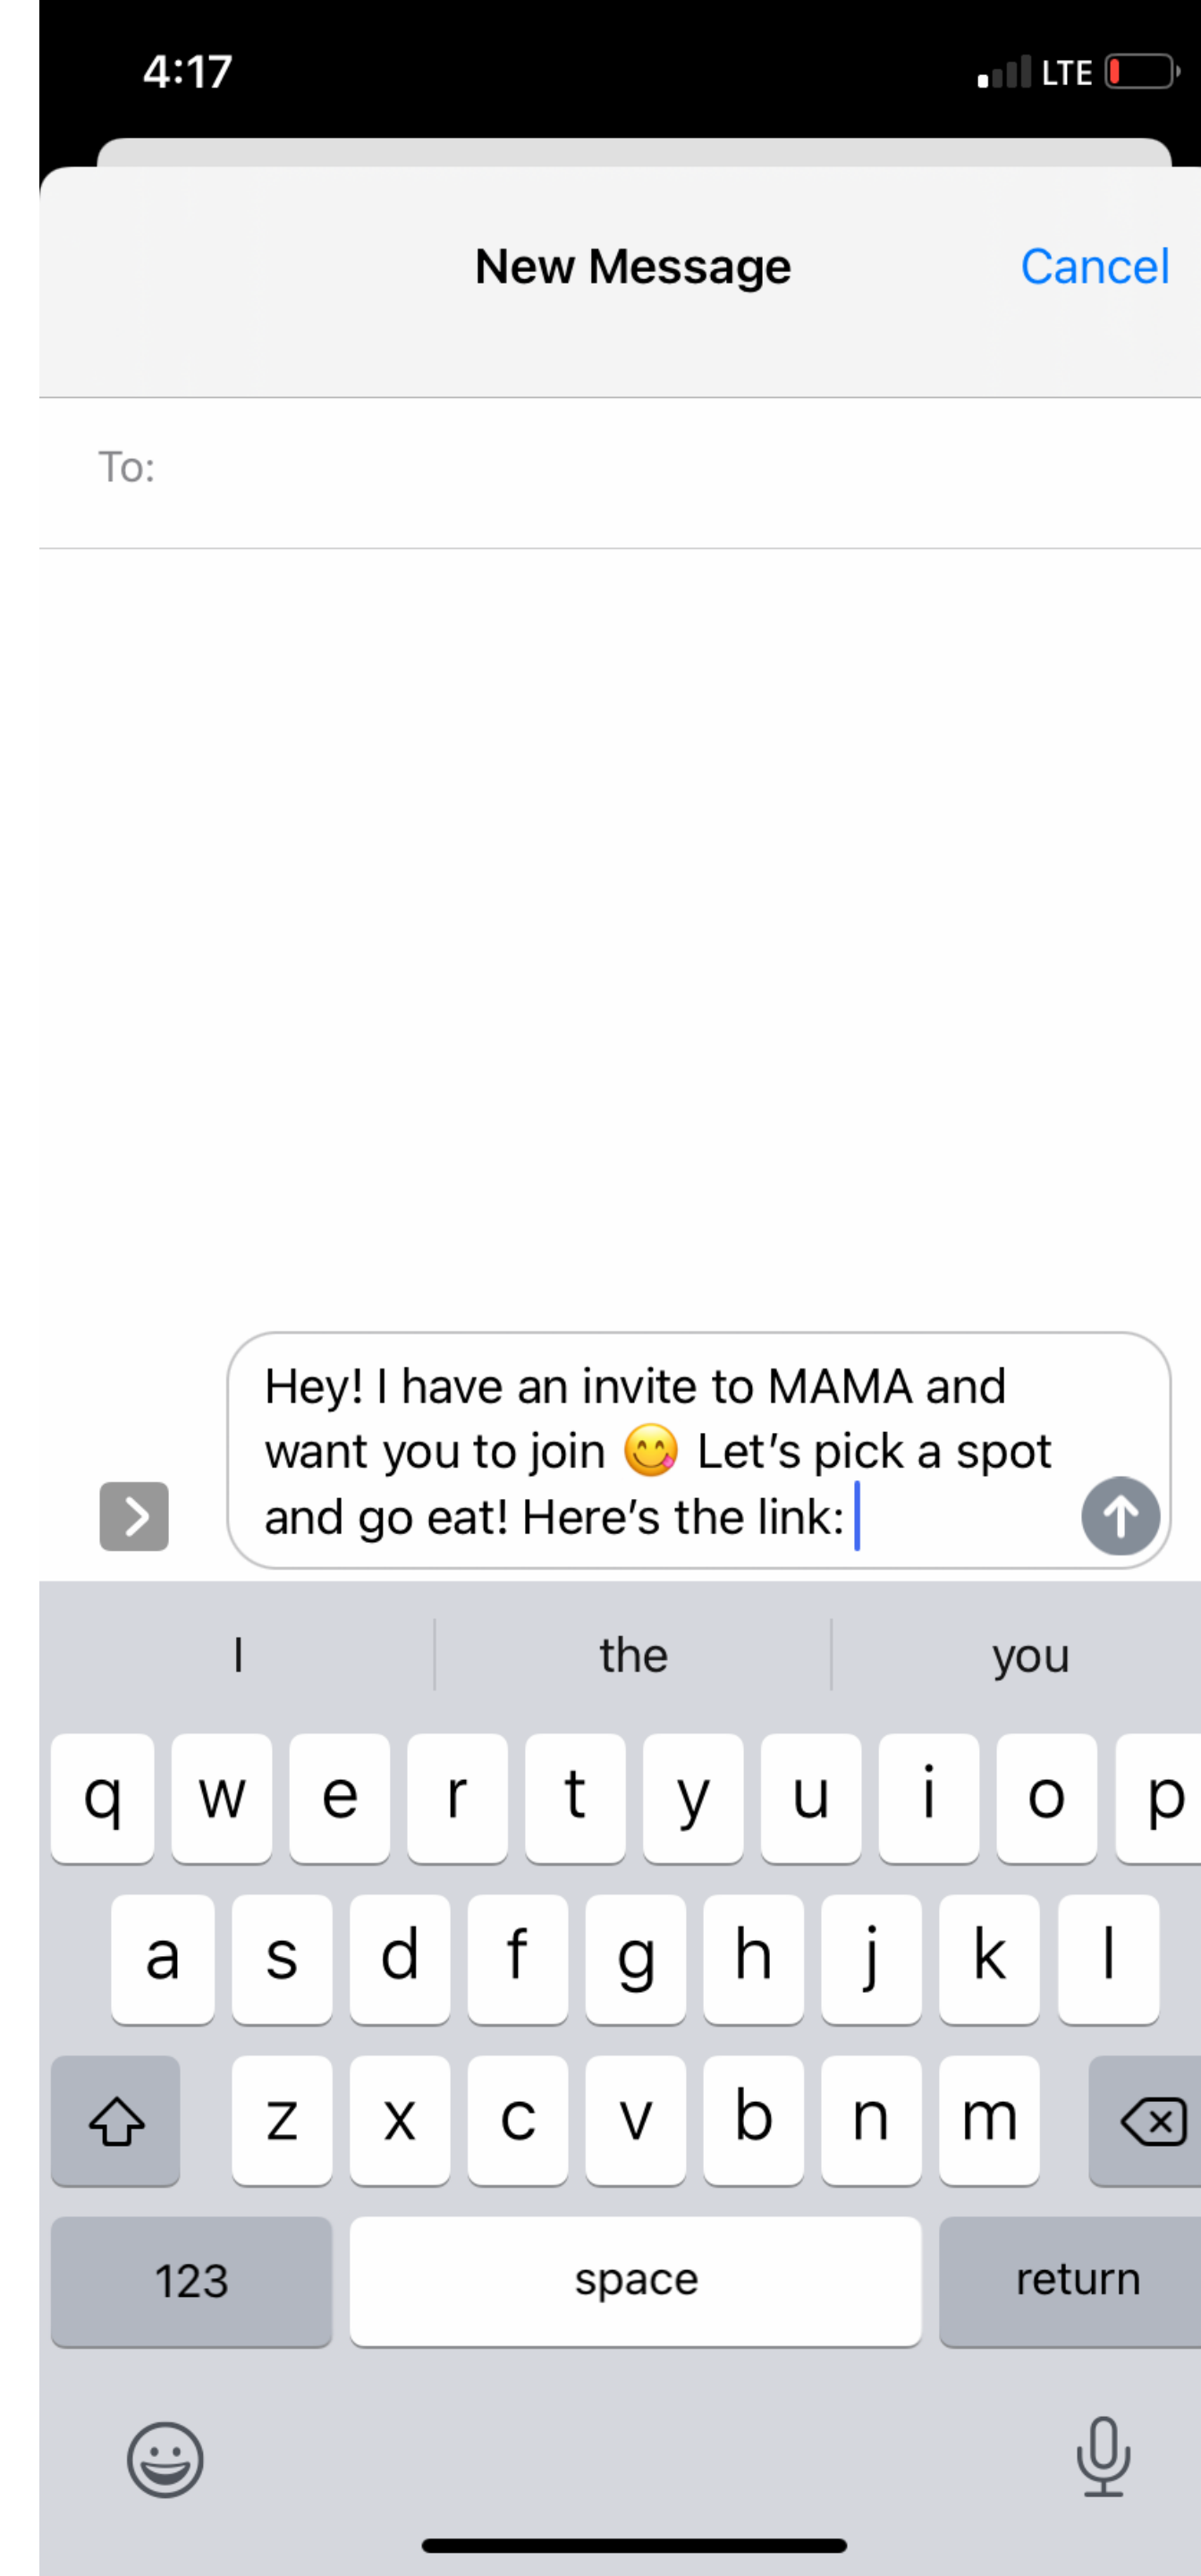 4:17 LTE
New Message Cancel
To:
Hey! I have an invite to MAMA and
want you to join 😋 Let’s pick a spot
and go eat! Here’s the link:
I the you
q w e r t y u i o p
a s d f g h j k l
z x c v b n m
123 space return